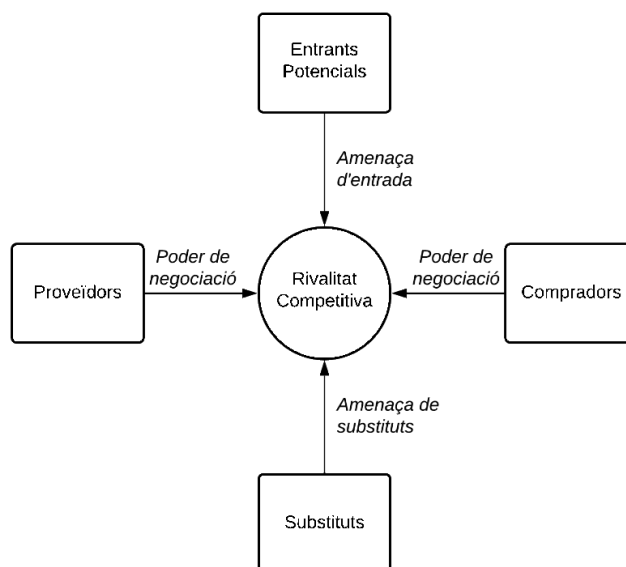 Entrants
Potencials
Amenaça
d'entrada
Proveïdors
Poder de
negociació
Rivalitat
Competitiva
Poder de
negociació
Compradors
Amenaça de
substituts
Substituts